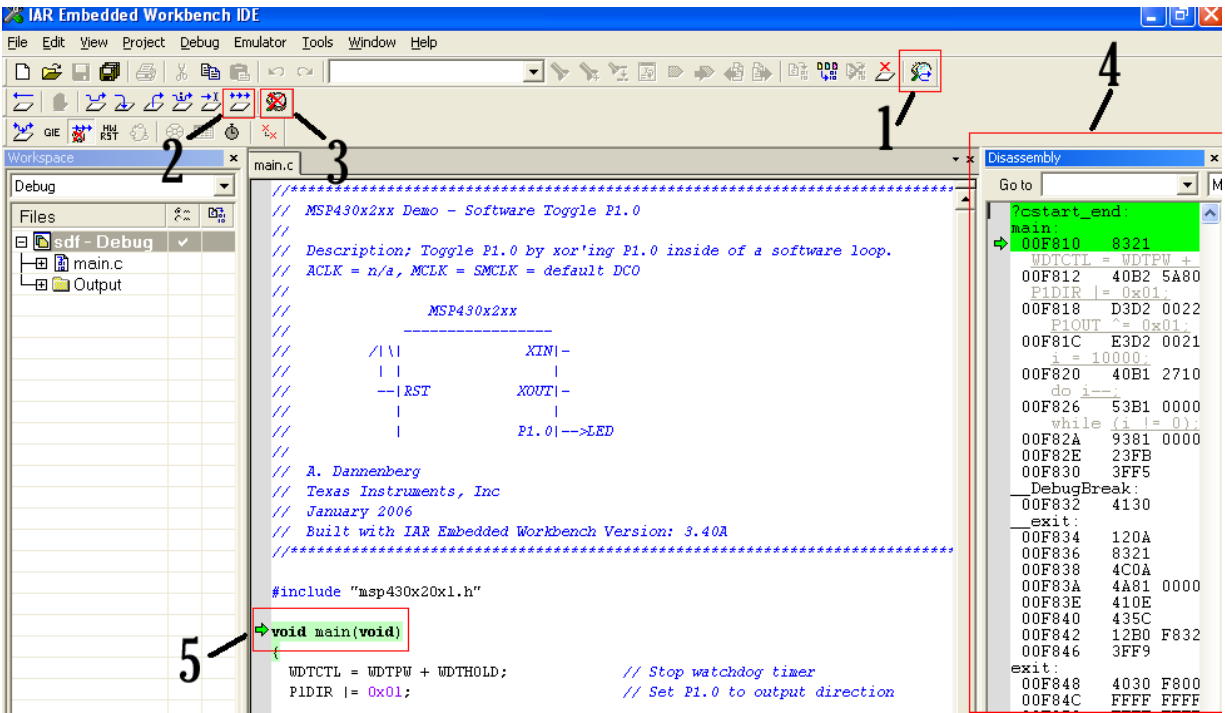 IAR Embedded Workbench IDE
File Edit View Project Debug Emulator Tools Window Help
4
1
GIE HW RST
2
3
Workspace
Debug
Files
sdf - Debug
main.c
Output
main.c
//*************************************************************************
// MSP430x2xx Demo - Software Toggle P1.0
//
// Description; Toggle P1.0 by xor'ing P1.0 inside of a software loop.
// ACLK = n/a, MCLK = SMCLK = default DCO
//
// MSP430x2xx
// -----------------
// /|\| XIN|-
// | | |
// --|RST XOUT|-
// | |
// | P1.0|-->LED
//
// A. Dannenberg
// Texas Instruments, Inc
// January 2006
// Built with IAR Embedded Workbench Version: 3.40A
//*************************************************************************
#include "msp430x20x1.h"
void main(void)
{
WDTCTL = WDTPW + WDTHOLD; // Stop watchdog timer
P1DIR |= 0x01; // Set P1.0 to output direction
5
Disassembly
Go to M
?cstart_end:
main:
00F810 8321
WDTCTL = WDTPW +
00F812 40B2 5A80
P1DIR |= 0x01;
00F818 D3D2 0022
P1OUT ^= 0x01;
00F81C E3D2 0021
i = 10000;
00F820 40B1 2710
do i--;
00F826 53B1 0000
while (i != 0);
00F82A 9381 0000
00F82E 23FB
00F830 3FF5
__DebugBreak:
00F832 4130
__exit:
00F834 120A
00F836 8321
00F838 4C0A
00F83A 4A81 0000
00F83E 410E
00F840 435C
00F842 12B0 F832
00F846 3FF9
exit:
00F848 4030 F800
00F84C FFFF FFFF